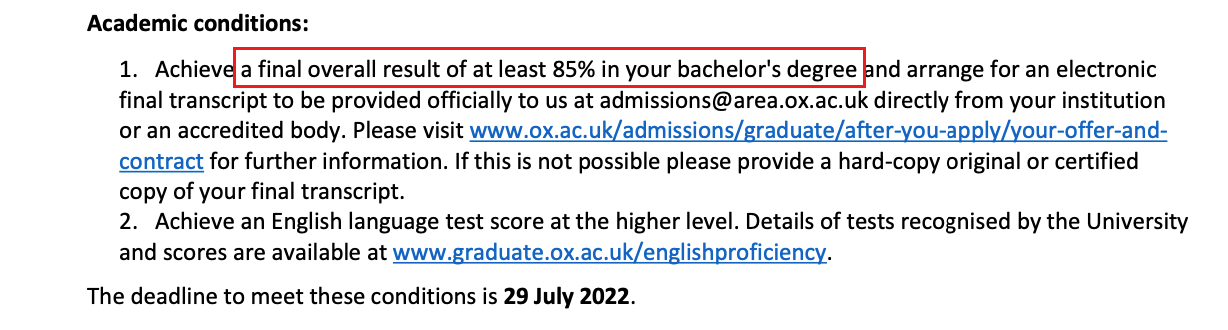 Academic conditions:
1. Achieve a final overall result of at least 85% in your bachelor's degree and arrange for an electronic
final transcript to be provided officially to us at admissions@area.ox.ac.uk directly from your institution
or an accredited body. Please visit www.ox.ac.uk/admissions/graduate/after-you-apply/your-offer-and-
contract for further information. If this is not possible please provide a hard-copy original or certified
copy of your final transcript.
2. Achieve an English language test score at the higher level. Details of tests recognised by the University
and scores are available at www.graduate.ox.ac.uk/englishproficiency.
The deadline to meet these conditions is 29 July 2022.